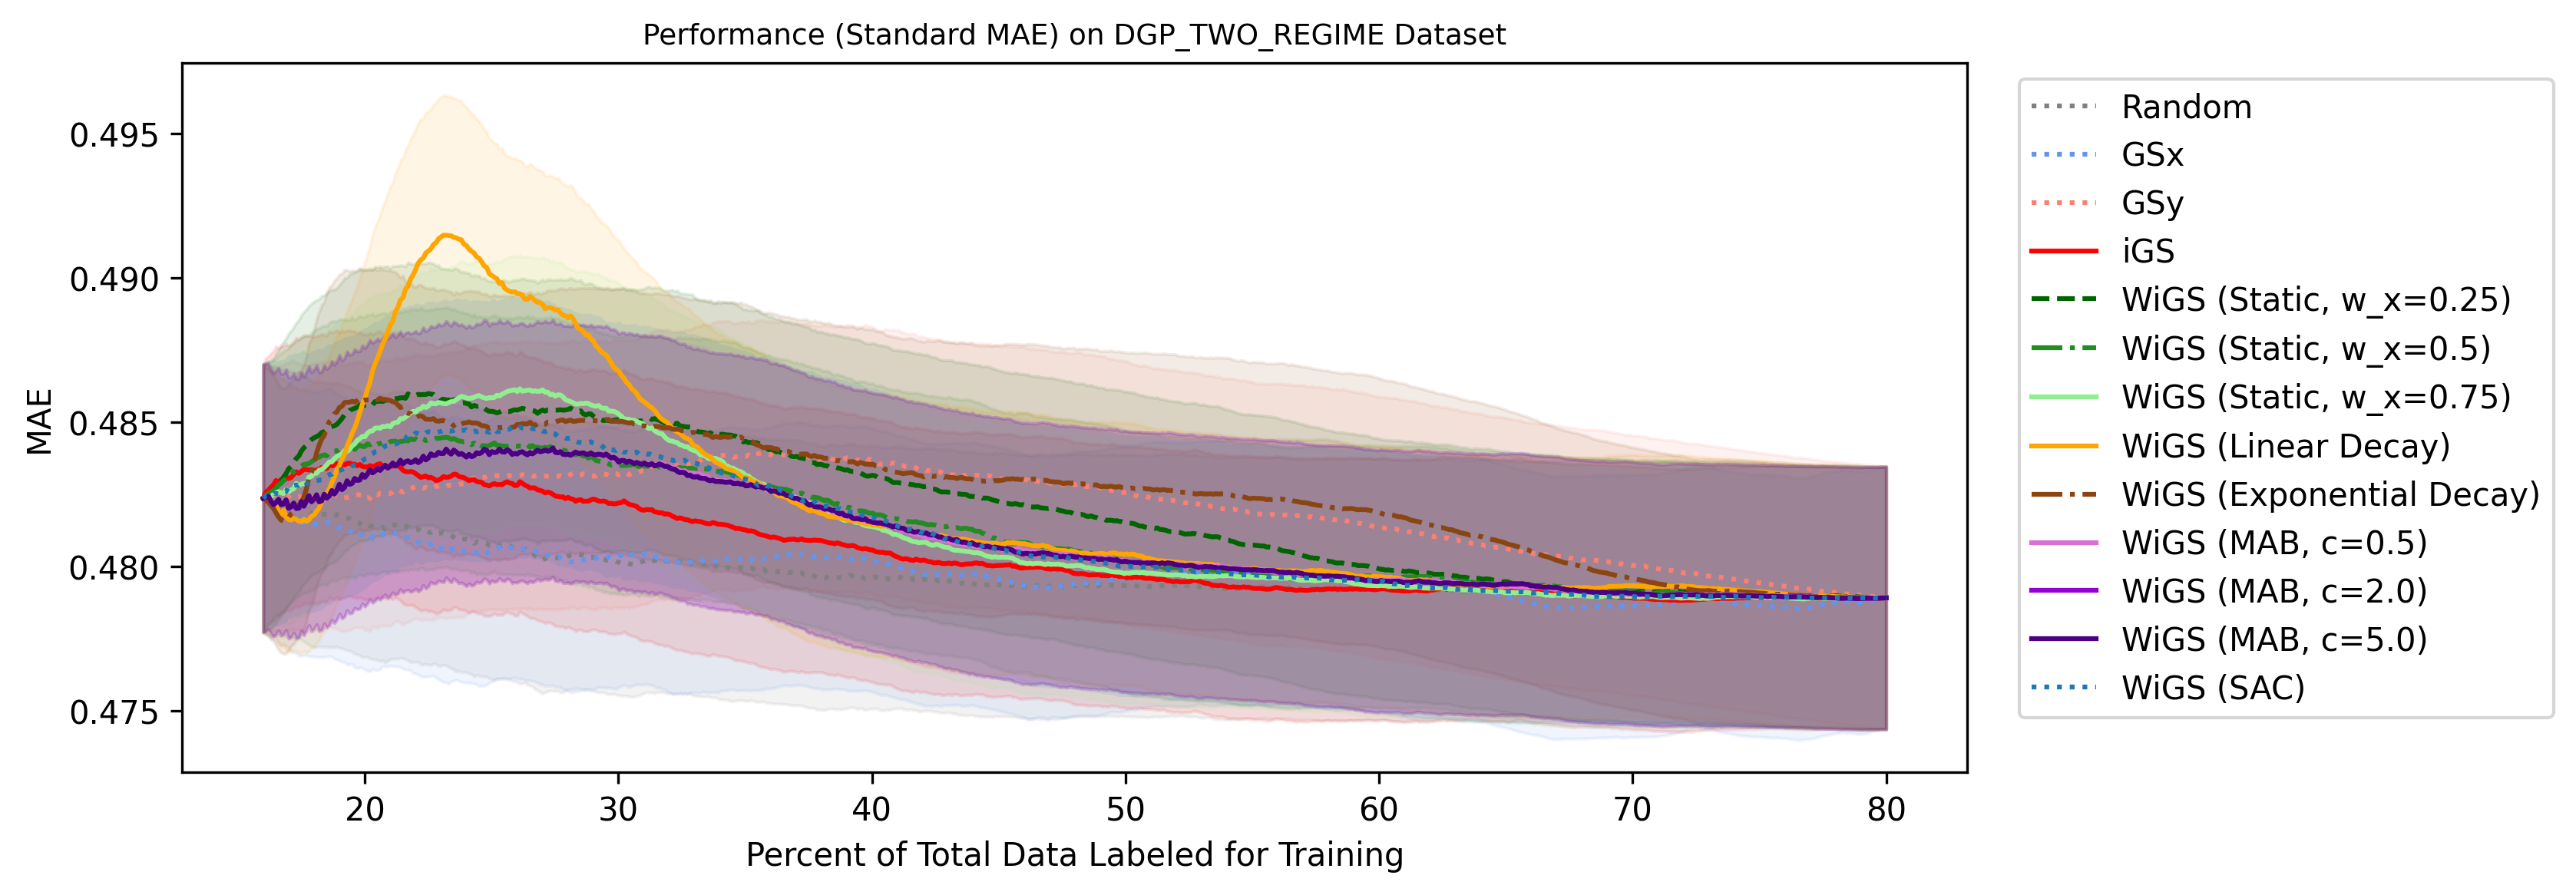 Performance (Standard MAE) on DGP_TWO_REGIME Dataset
MAE
0.495
0.490
0.485
0.480
0.475
20 30 40 50 60 70 80
Percent of Total Data Labeled for Training
Random
GSx
GSy
iGS
WiGS (Static, w_x=0.25)
WiGS (Static, w_x=0.5)
WiGS (Static, w_x=0.75)
WiGS (Linear Decay)
WiGS (Exponential Decay)
WiGS (MAB, c=0.5)
WiGS (MAB, c=2.0)
WiGS (MAB, c=5.0)
WiGS (SAC)